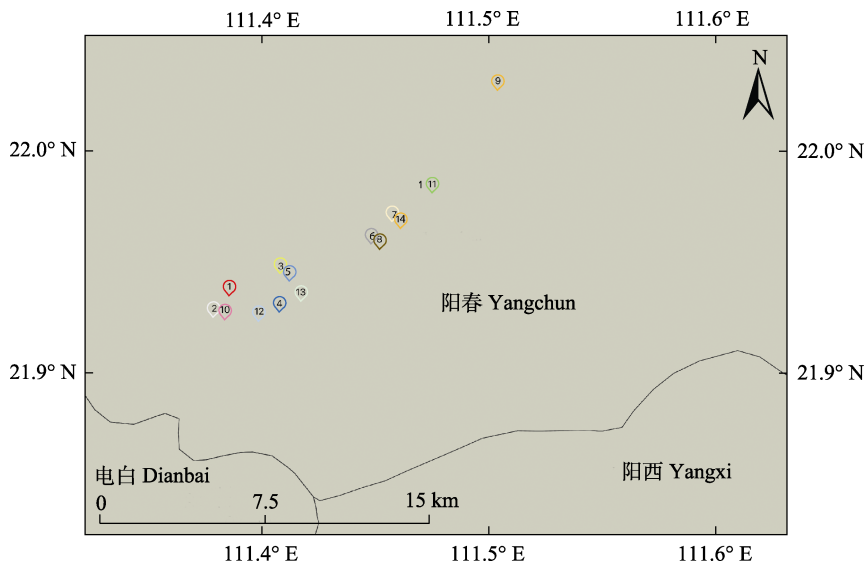 111.4° E 111.5° E 111.6° E
N
9
22.0° N 22.0° N
1 11
7 14
6 8
3 5
1 13
2 10 12 4
阳春 Yangchun
21.9° N 21.9° N
电白 Dianbai 阳西 Yangxi
0 7.5 15 km
111.4° E 111.5° E 111.6° E